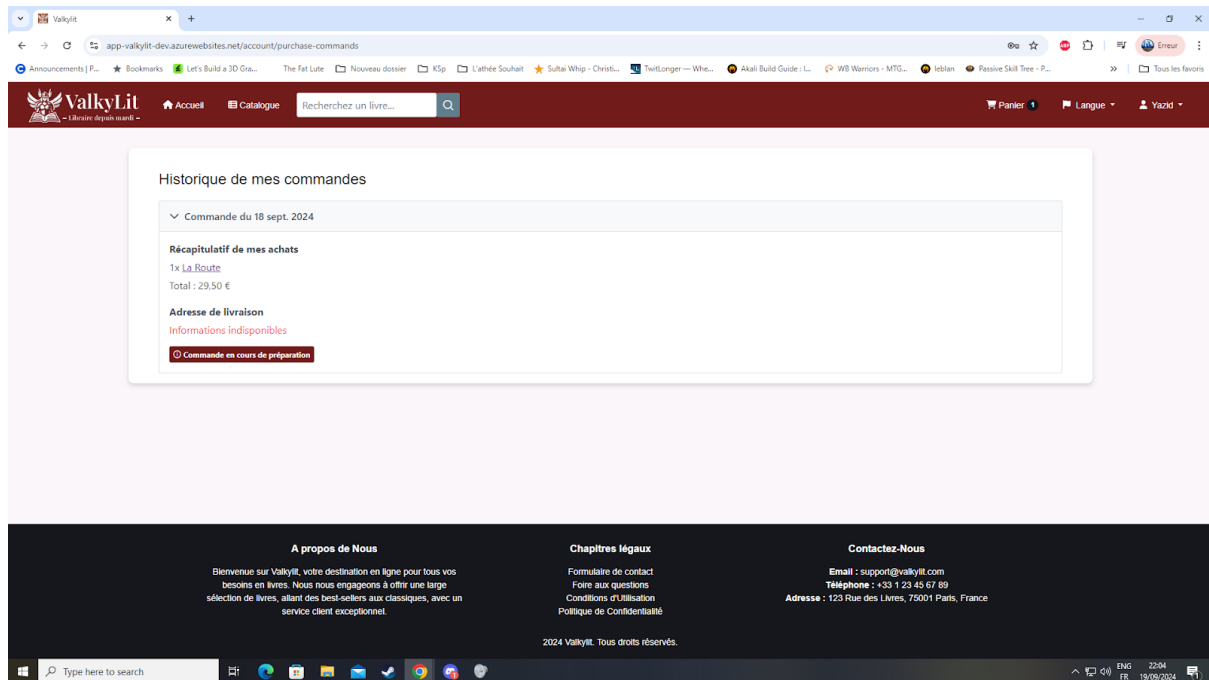 Valkylit
app-valkylit-dev.azurewebsites.net/account/purchase-commands
Erreur
Announcements | P...
Bookmarks
Let's Build a 3D Gra...
The Fat Lute
Nouveau dossier
KSp
L'athée Souhait
Sultai Whip - Christi...
TwitLonger — Whe...
Akali Build Guide : L...
WB Warriors - MTG...
leblan
Passive Skill Tree - P...
Tous les favoris
ValkyLit
– Libraire depuis mardi –
Accueil
Catalogue
Recherchez un livre...
Panier 1
Langue
Yazid
Historique de mes commandes
Commande du 18 sept. 2024
Récapitulatif de mes achats
1x La Route
Total : 29,50 €
Adresse de livraison
Informations indisponibles
Commande en cours de préparation
A propos de Nous
Bienvenue sur Valkylit, votre destination en ligne pour tous vos
besoins en livres. Nous nous engageons à offrir une large
sélection de livres, allant des best-sellers aux classiques, avec un
service client exceptionnel.
Chapitres légaux
Formulaire de contact
Foire aux questions
Conditions d'Utilisation
Politique de Confidentialité
Contactez-Nous
Email : support@valkylit.com
Téléphone : +33 1 23 45 67 89
Adresse : 123 Rue des Livres, 75001 Paris, France
2024 Valkylit. Tous droits réservés.
Type here to search
ENG
FR
22:04
19/09/2024